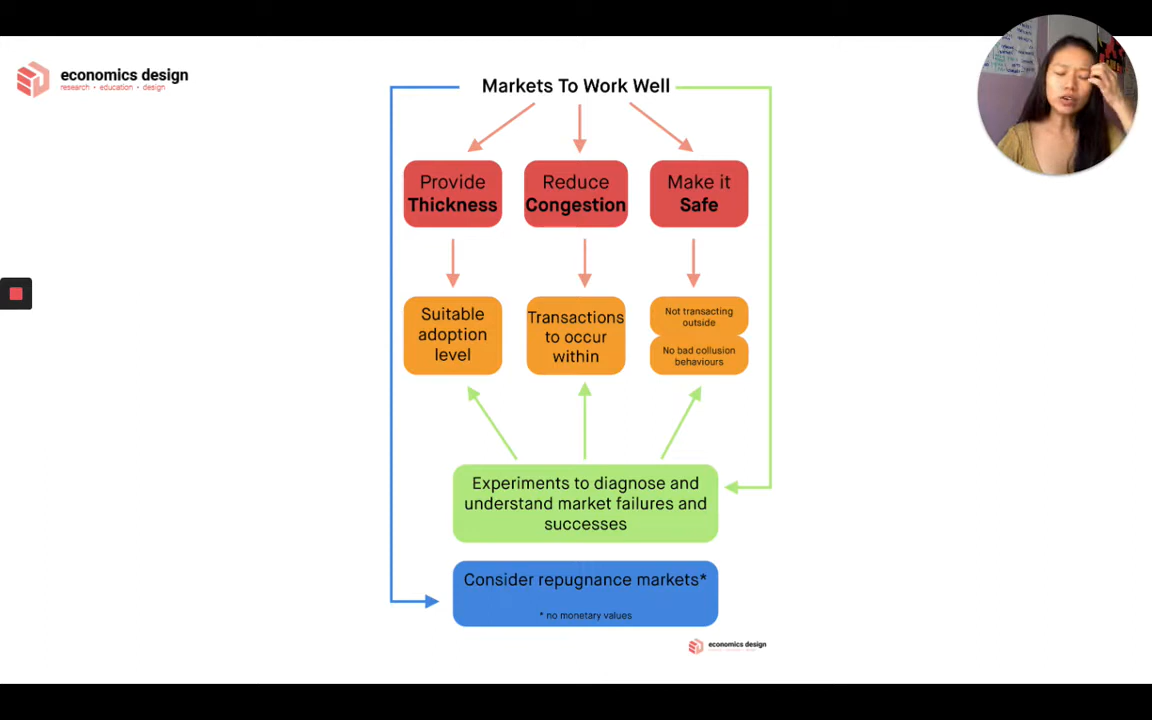 economics design
research • education • design
Markets To Work Well
Provide
Thickness
Reduce
Congestion
Make it
Safe
Suitable
adoption
level
Transactions
to occur
within
Not transacting
outside
No bad collusion
behaviours
Experiments to diagnose and
understand market failures and
successes
Consider repugnance markets*
* no monetary values
economics design